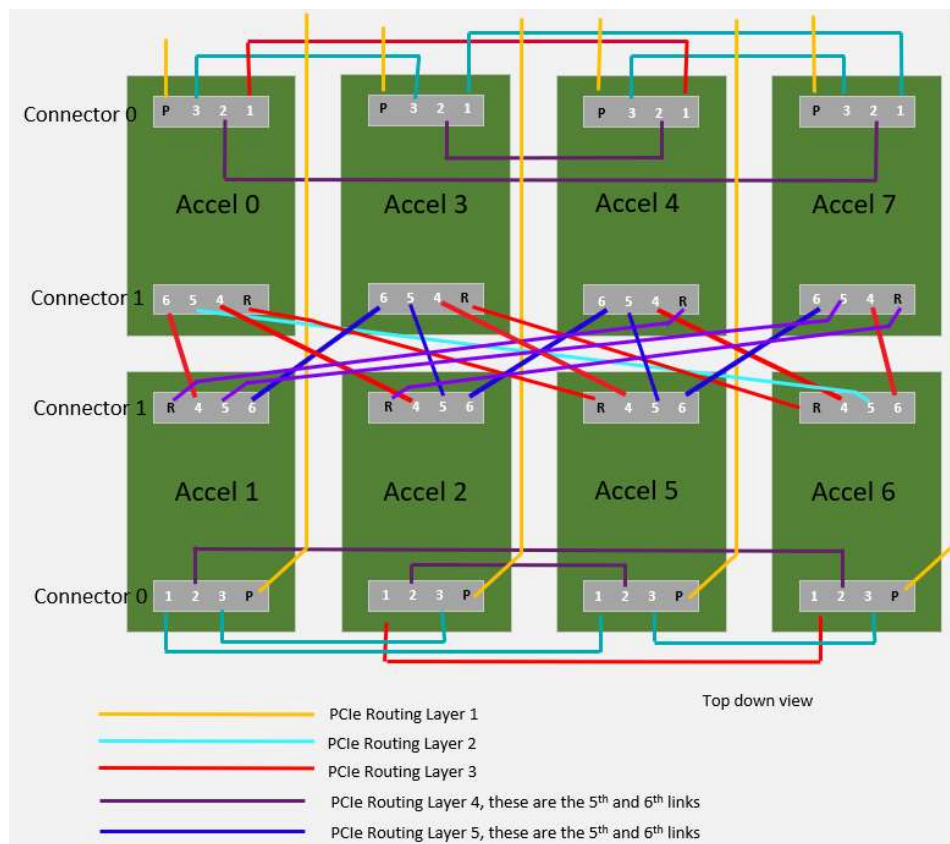 Connector 0
P 3 2 1
P 3 2 1
P 3 2 1
P 3 2 1
Accel 0
Accel 3
Accel 4
Accel 7
Connector 1
6 5 4 R
6 5 4 R
6 5 4 R
6 5 4 R
Connector 1
R 4 5 6
R 4 5 6
R 4 5 6
R 4 5 6
Accel 1
Accel 2
Accel 5
Accel 6
Connector 0
1 2 3 P
1 2 3 P
1 2 3 P
1 2 3 P
Top down view
PCIe Routing Layer 1
PCIe Routing Layer 2
PCIe Routing Layer 3
PCIe Routing Layer 4, these are the 5th and 6th links
PCIe Routing Layer 5, these are the 5th and 6th links